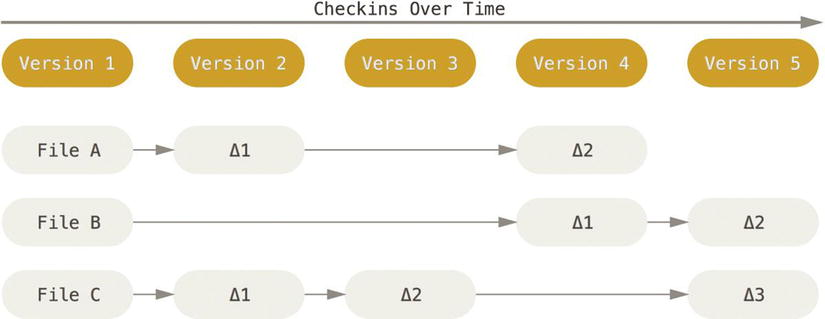 Checkins Over Time
Version 1 Version 2 Version 3 Version 4 Version 5
File A Δ1 Δ2
File B Δ1 Δ2
File C Δ1 Δ2 Δ3